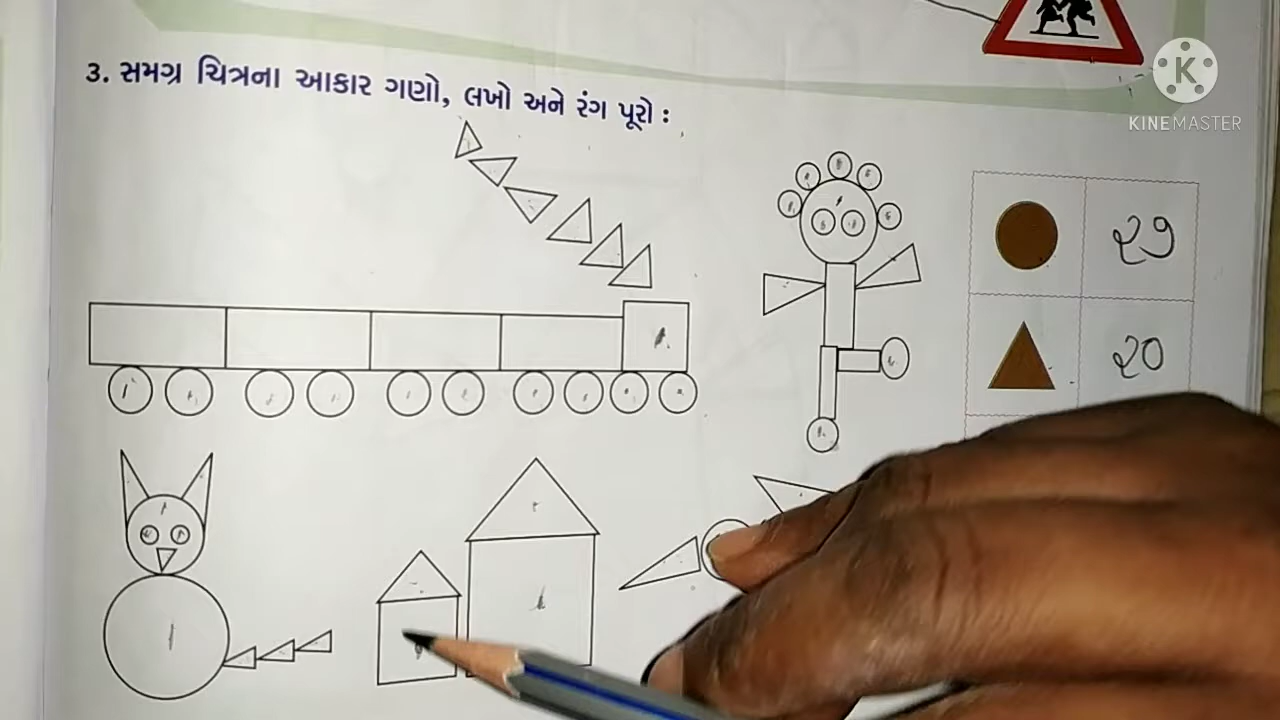 ૩. સમગ્ર ચિત્રના આકાર ગણો, લખો અને રંગ પૂરો :
K
KINEMASTER
૨૭
૨૦